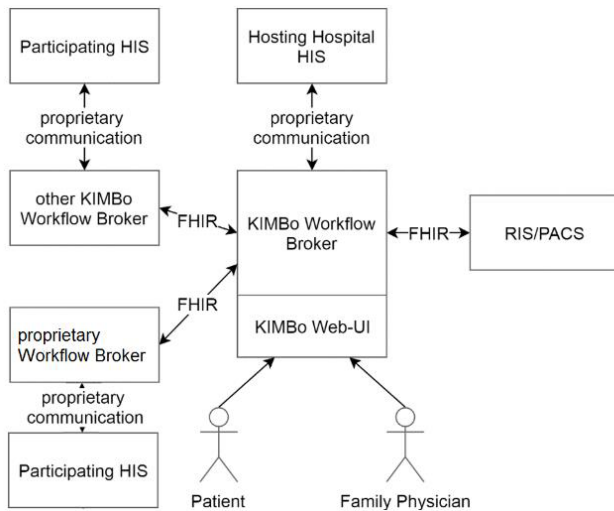 Participating HIS
Hosting Hospital
HIS
proprietary
communication
proprietary
communication
other KIMBo
Workflow Broker
FHIR
KIMBo Workflow
Broker
FHIR
RIS/PACS
FHIR
proprietary
Workflow Broker
KIMBo Web-UI
proprietary
communication
Participating HIS
Patient
Family Physician